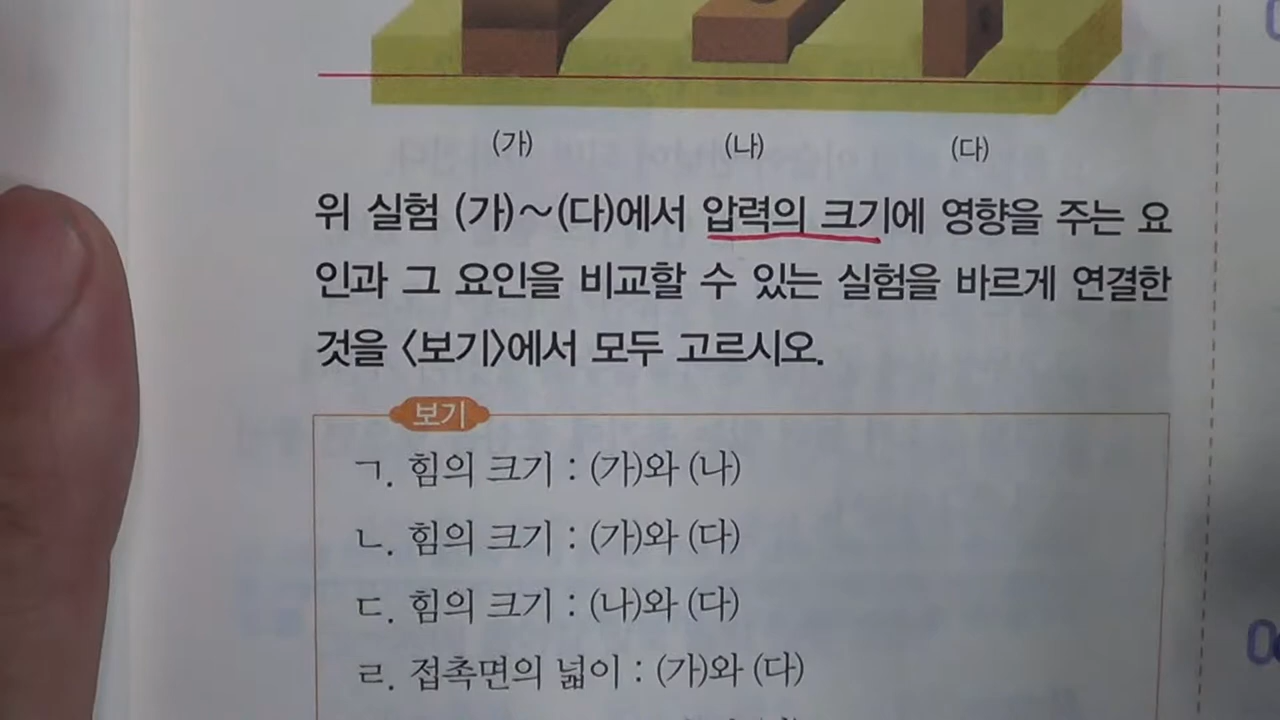 (가)
(나)
(다)
위 실험 (가)~(다)에서 압력의 크기에 영향을 주는 요
인과 그 요인을 비교할 수 있는 실험을 바르게 연결한
것을 <보기>에서 모두 고르시오.
보기
ㄱ. 힘의 크기 : (가)와 (나)
ㄴ. 힘의 크기 : (가)와 (다)
ㄷ. 힘의 크기 : (나)와 (다)
ㄹ. 접촉면의 넓이 : (가)와 (다)